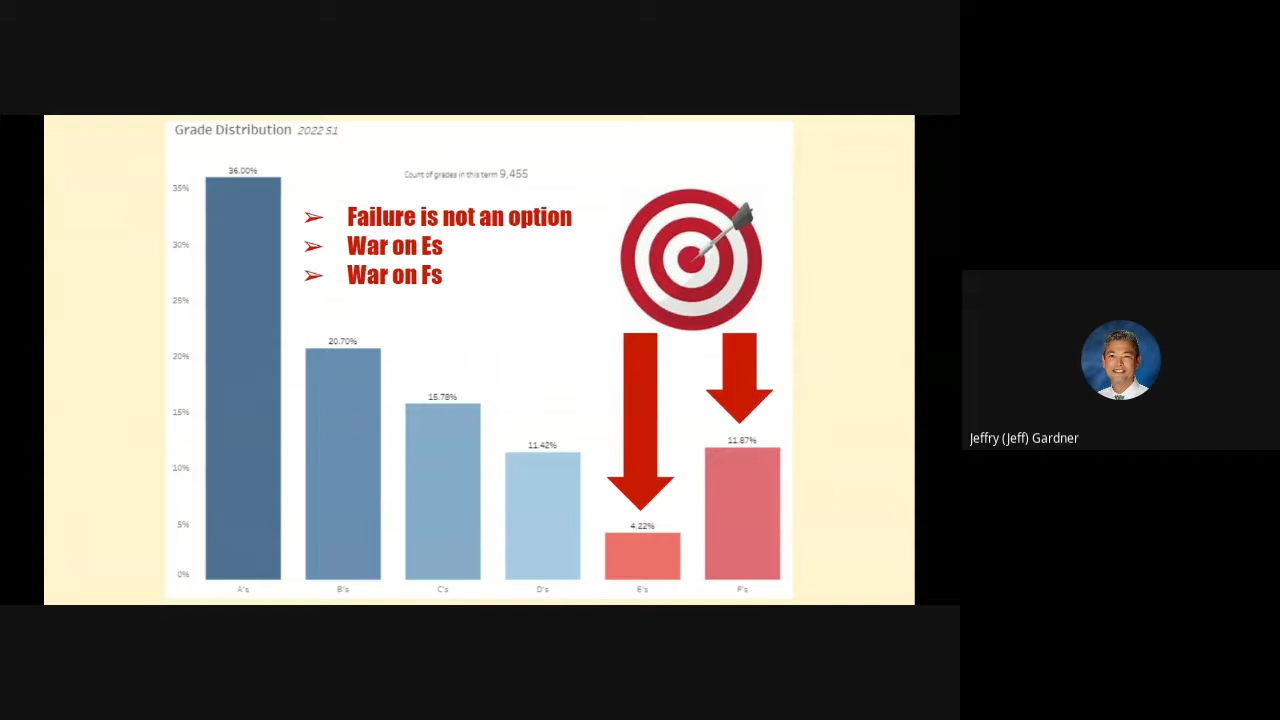 Grade Distribution 2022 S1
Count of grades in this term 9,455
➢ Failure is not an option
➢ War on Es
➢ War on Fs
35%
30%
25%
20%
15%
10%
5%
0%
36.00%
20.70%
15.78%
11.42%
4.22%
11.87%
A's
B's
C's
D's
E's
F's
Jeffry (Jeff) Gardner